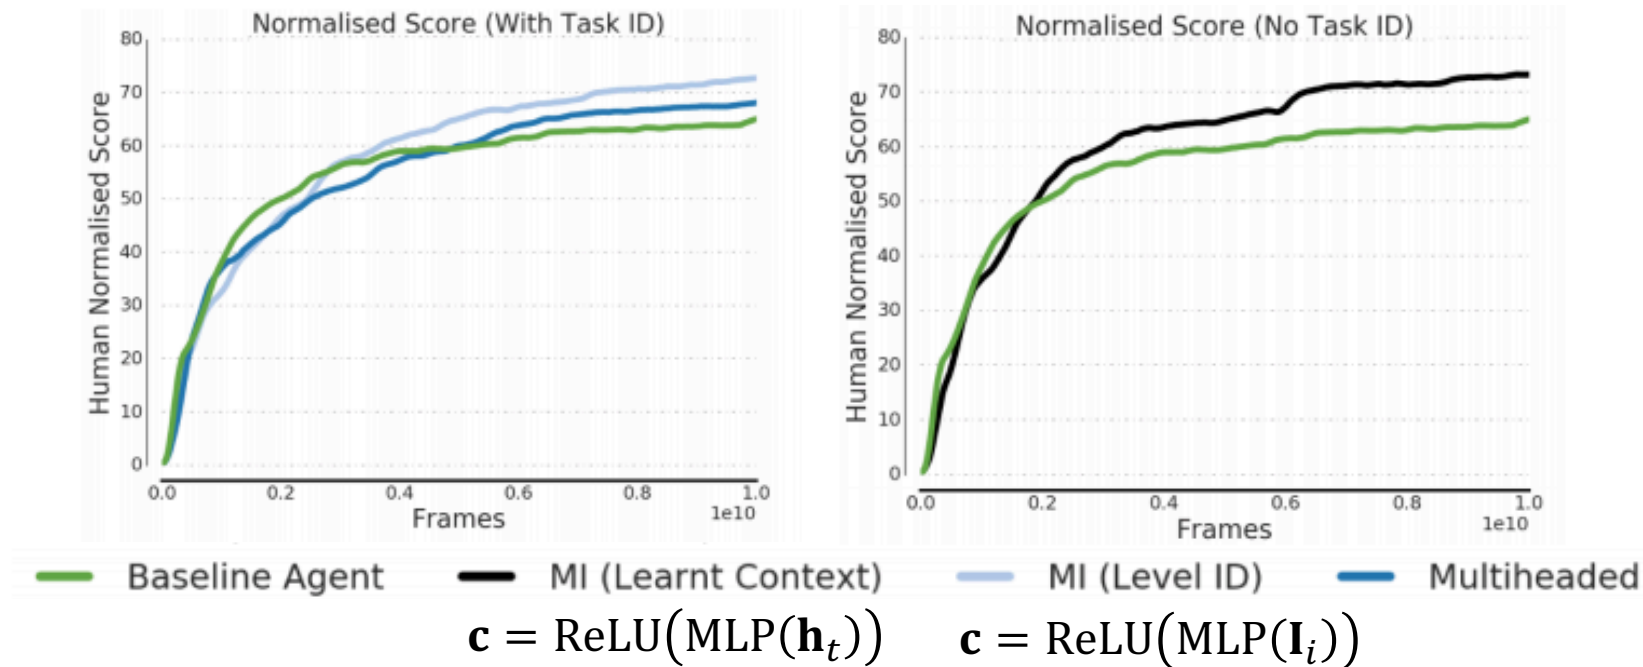 Normalised Score (With Task ID)
80
70
60
50
40
30
20
10
0
Human Normalised Score
0.0 0.2 0.4 0.6 0.8 1.0
1e10
Frames
Normalised Score (No Task ID)
80
70
60
50
40
30
20
10
0
Human Normalised Score
0.0 0.2 0.4 0.6 0.8 1.0
1e10
Frames
Baseline Agent MI (Learnt Context) MI (Level ID) Multiheaded
c = ReLU(MLP(h_t)) c = ReLU(MLP(I_i))